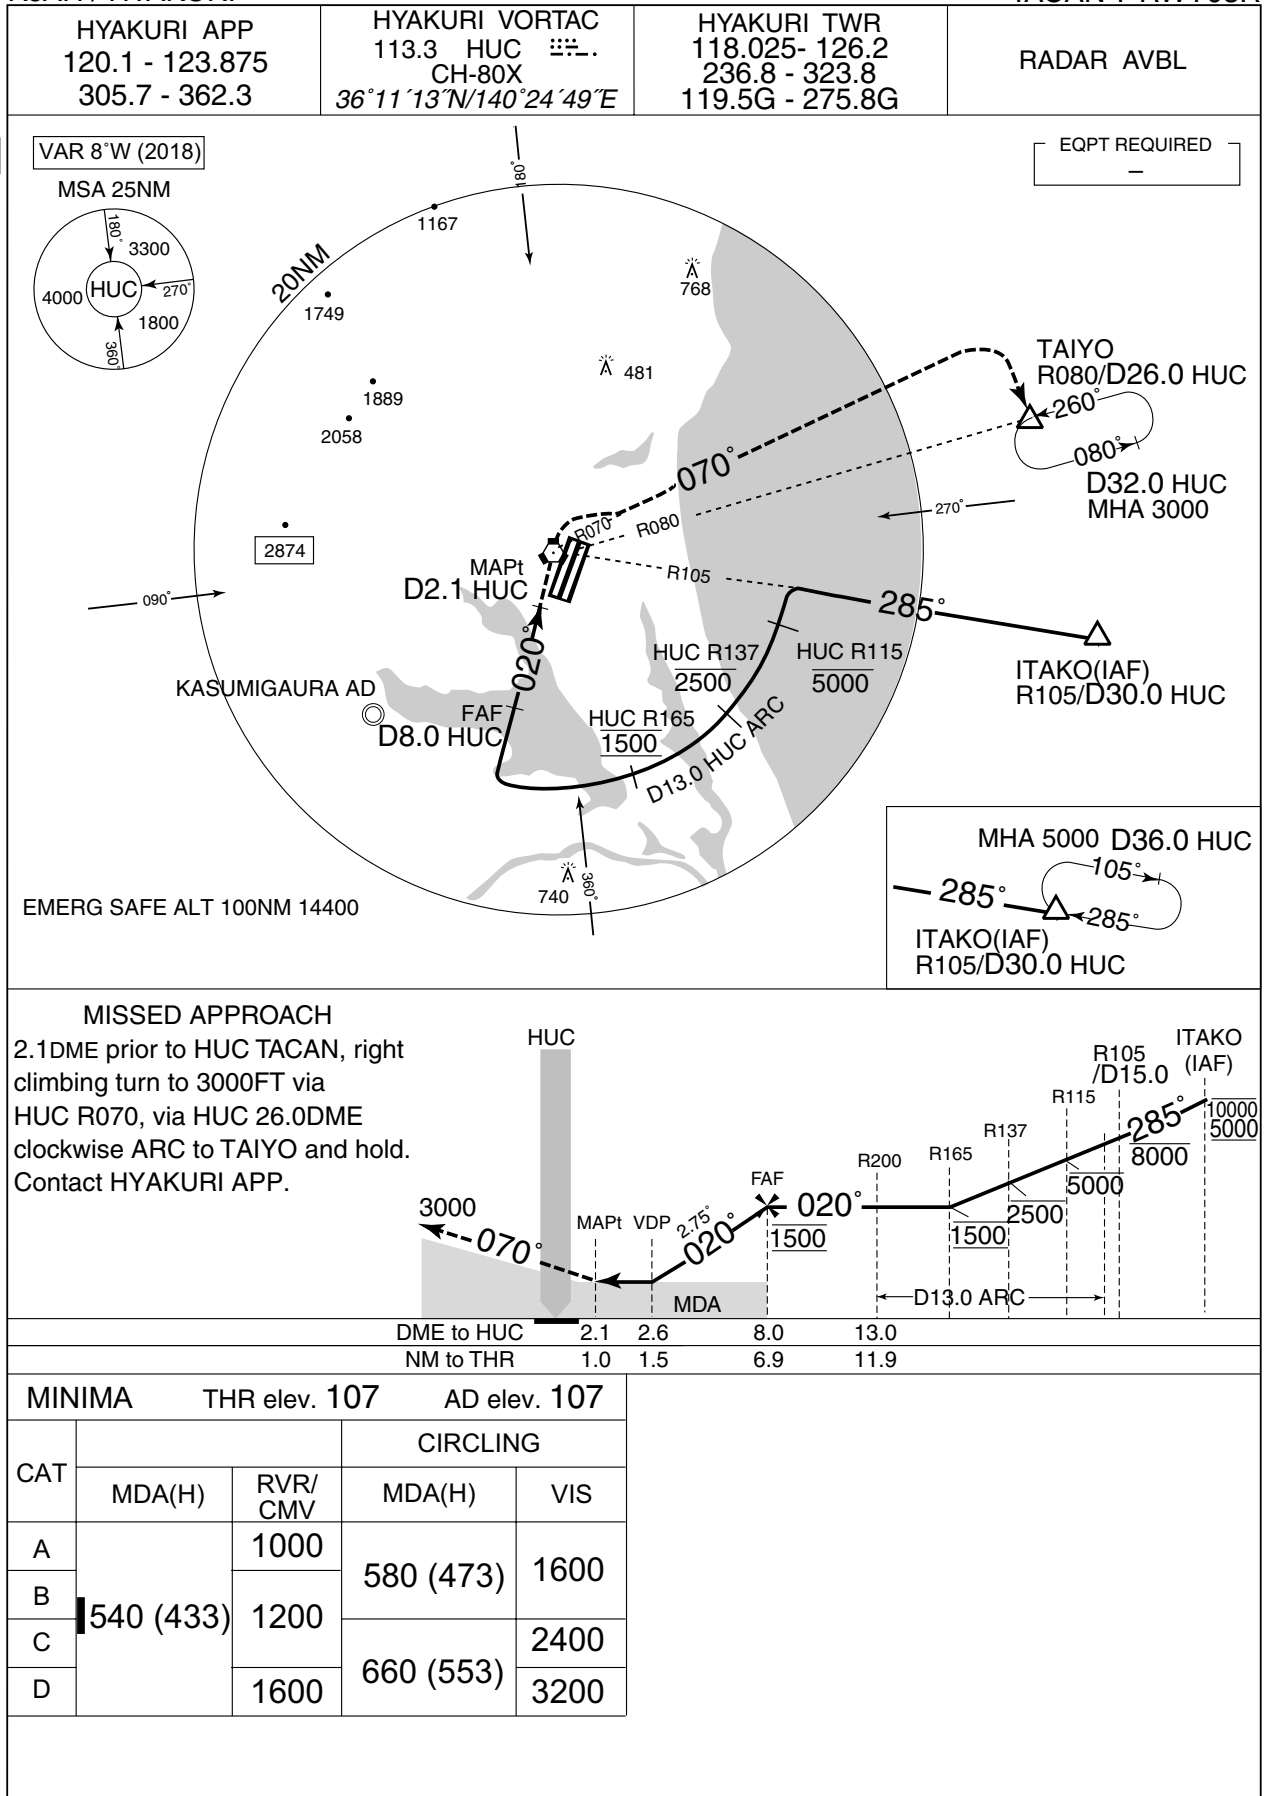 HYAKURI APP
120.1 - 123.875
305.7 - 362.3
HYAKURI VORTAC
113.3 HUC
CH-80X
36°11´13˝N/140°24´49˝E
HYAKURI TWR
118.025- 126.2
236.8 - 323.8
119.5G - 275.8G
RADAR AVBL
VAR 8°W (2018)
MSA 25NM
180°
3300
4000
HUC
270°
1800
360°
EQPT REQUIRED
–
180°
1167
20NM
1749
768
481
1889
2058
TAIYO
R080/D26.0 HUC
260°
080°
D32.0 HUC
MHA 3000
070°
270°
R070
R080
2874
MAPt
D2.1 HUC
R105
090°
285°
020°
HUC R137
2500
HUC R115
5000
ITAKO(IAF)
R105/D30.0 HUC
KASUMIGAURA AD
FAF
D8.0 HUC
HUC R165
1500
D13.0 HUC ARC
740
360°
EMERG SAFE ALT 100NM 14400
MHA 5000 D36.0 HUC
105°
285°
285°
ITAKO(IAF)
R105/D30.0 HUC
MISSED APPROACH
2.1DME prior to HUC TACAN, right
climbing turn to 3000FT via
HUC R070, via HUC 26.0DME
clockwise ARC to TAIYO and hold.
Contact HYAKURI APP.
HUC
ITAKO
(IAF)
R105
/D15.0
R115
R137
R165
R200
FAF
10000
5000
285°
8000
5000
2500
1500
020°
1500
3000
070°
MAPt VDP
2.75°
020°
MDA
D13.0 ARC
DME to HUC 2.1 2.6 8.0 13.0
NM to THR 1.0 1.5 6.9 11.9
MINIMA THR elev. 107 AD elev. 107
CAT
CIRCLING
MDA(H)
RVR/
CMV
MDA(H)
VIS
A
1000
580 (473)
1600
B
540 (433)
1200
C
660 (553)
2400
D
1600
3200